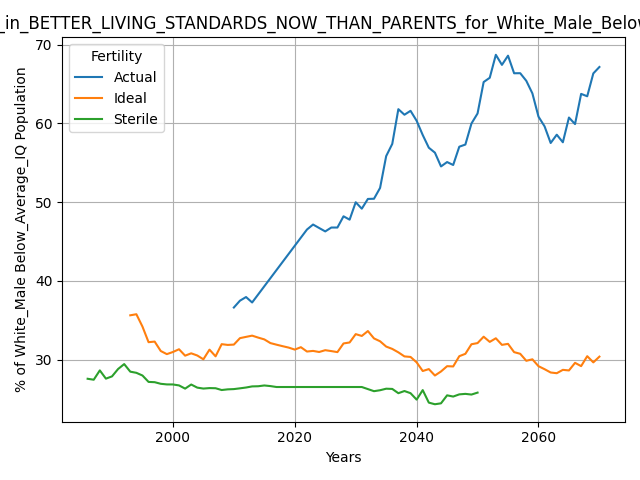 _in_BETTER_LIVING_STANDARDS_NOW_THAN_PARENTS_for_White_Male_Below
Fertility
Actual
Ideal
Sterile
% of White_Male Below_Average_IQ Population
70
60
50
40
30
2000
2020
2040
2060
Years